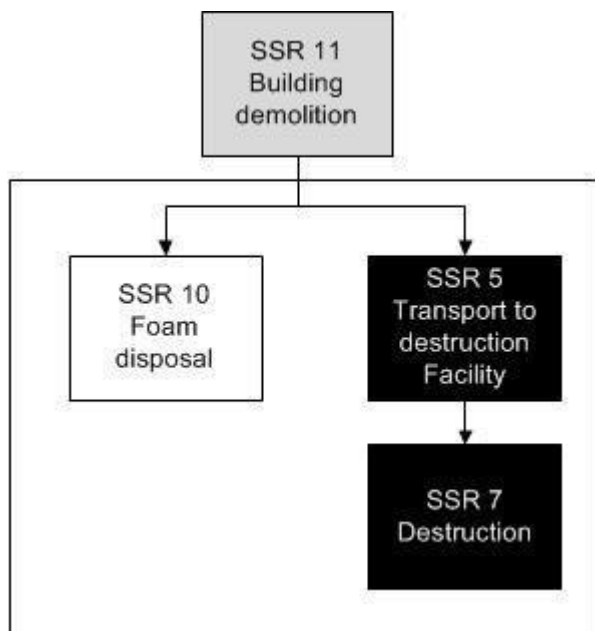 SSR 11
Building
demolition
SSR 10
Foam
disposal
SSR 5
Transport to
destruction
Facility
SSR 7
Destruction